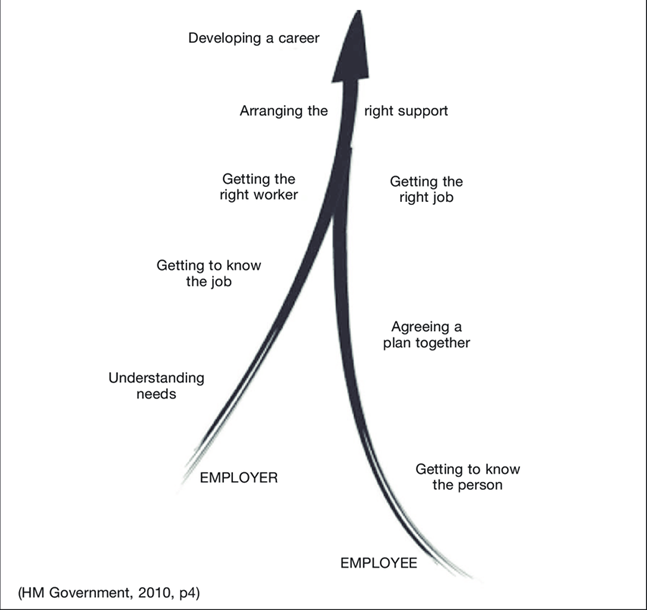 Developing a career
Arranging the right support
Getting the
right worker
Getting the
right job
Getting to know
the job
Agreeing a
plan together
Understanding
needs
Getting to know
the person
EMPLOYER
EMPLOYEE
(HM Government, 2010, p4)